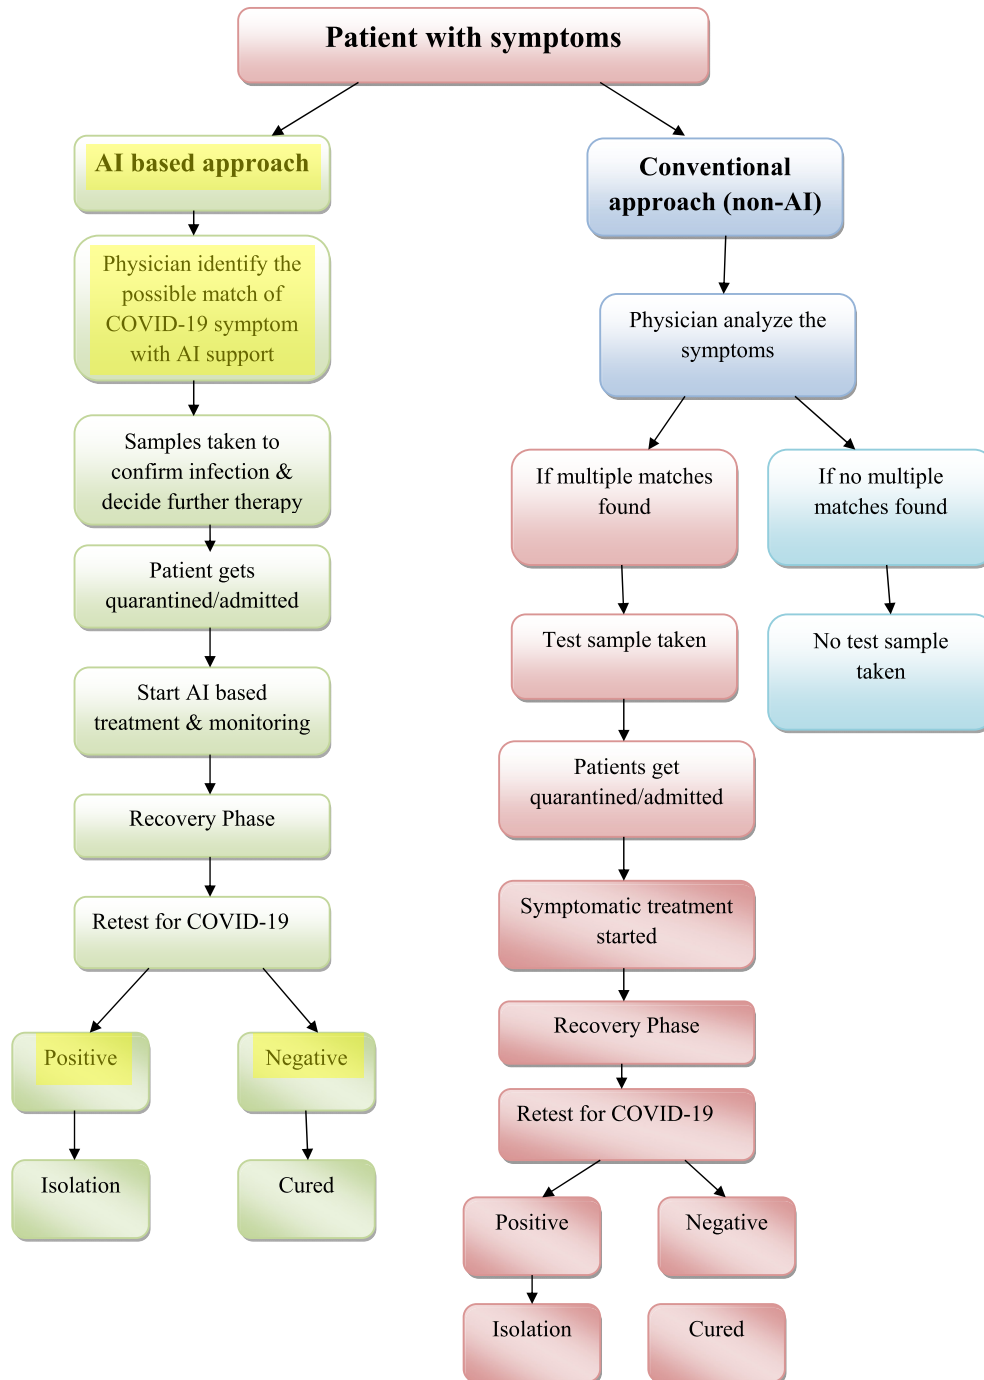 Patient with symptoms
AI based approach
Physician identify the
possible match of
COVID-19 symptom
with AI support
Samples taken to
confirm infection &
decide further therapy
Patient gets
quarantined/admitted
Start AI based
treatment & monitoring
Recovery Phase
Retest for COVID-19
Positive
Negative
Isolation
Cured
Conventional
approach (non-AI)
Physician analyze the
symptoms
If multiple matches
found
If no multiple
matches found
Test sample taken
No test sample
taken
Patients get
quarantined/admitted
Symptomatic treatment
started
Recovery Phase
Retest for COVID-19
Positive
Negative
Isolation
Cured